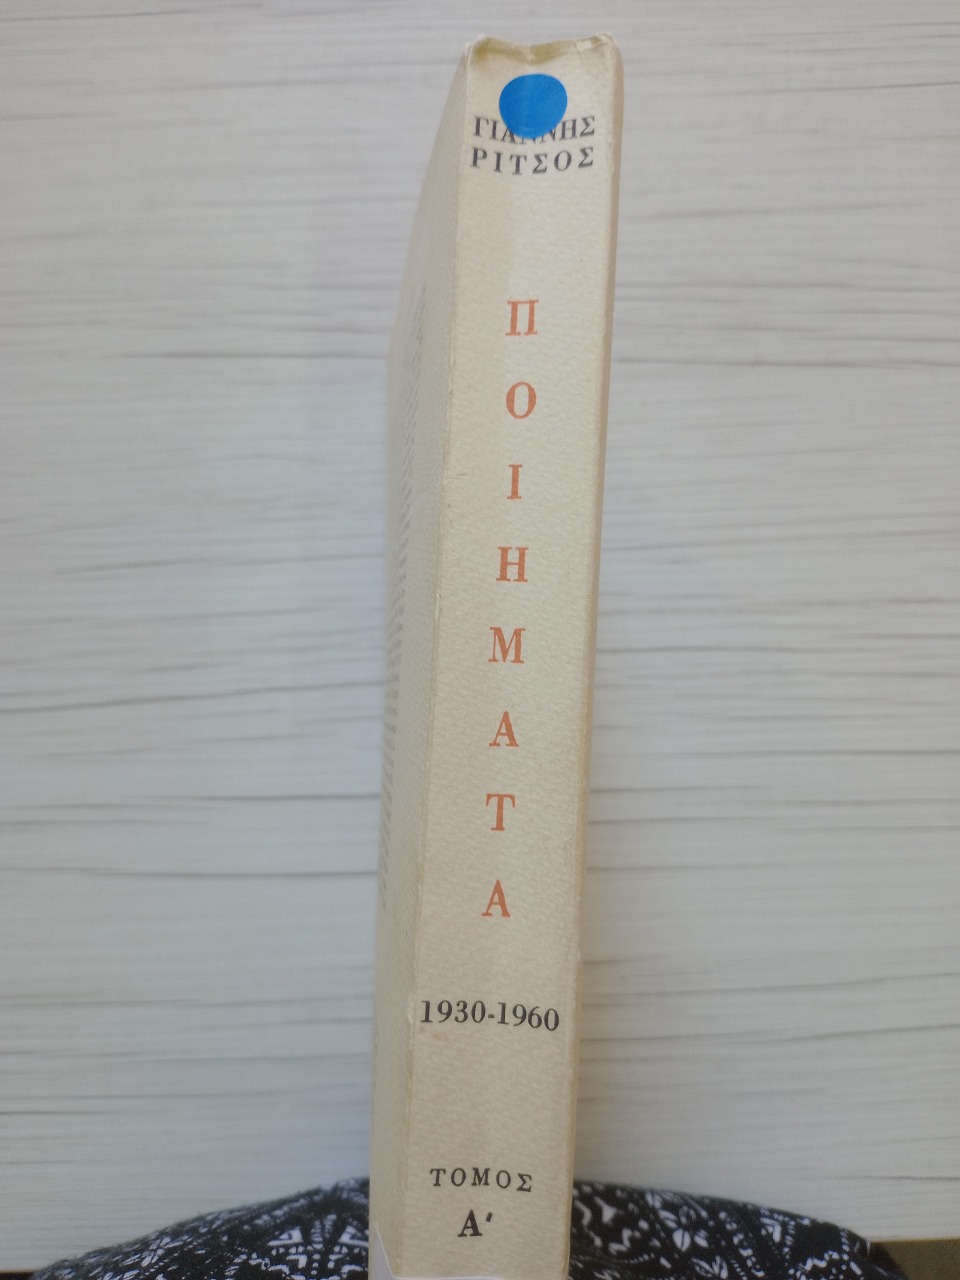 ΓΙΑΝΝΗΣ
ΡΙΤΣΟΣ
ΠΟΙΗΜΑΤΑ
1930-1960
ΤΟΜΟΣ
Α'